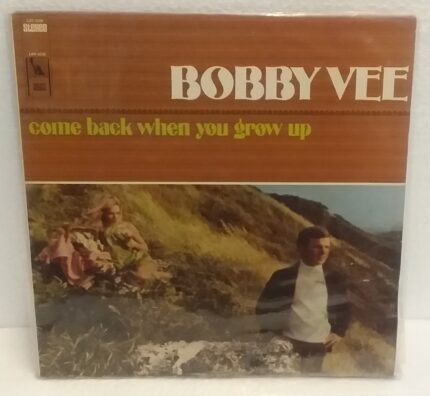 Stereo
BOBBY VEE
come back when you grow up